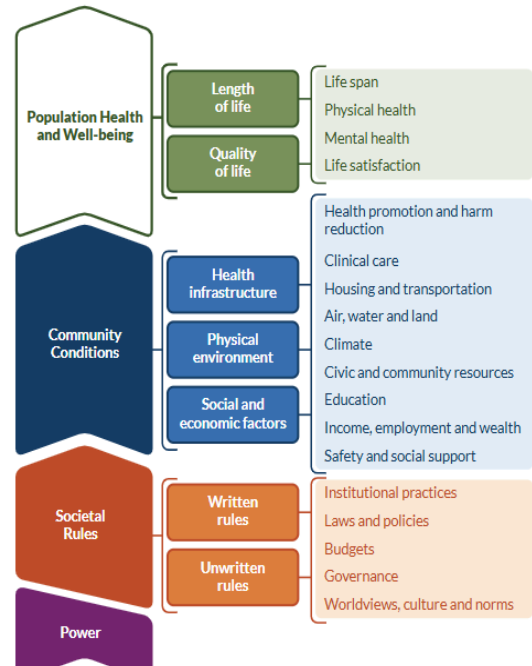 Population Health
and Well-being
Length
of life
Quality
of life
Life span
Physical health
Mental health
Life satisfaction
Community
Conditions
Health
infrastructure
Physical
environment
Social and
economic factors
Health promotion and harm
reduction
Clinical care
Housing and transportation
Air, water and land
Climate
Civic and community resources
Education
Income, employment and wealth
Safety and social support
Societal
Rules
Written
rules
Unwritten
rules
Institutional practices
Laws and policies
Budgets
Governance
Worldviews, culture and norms
Power